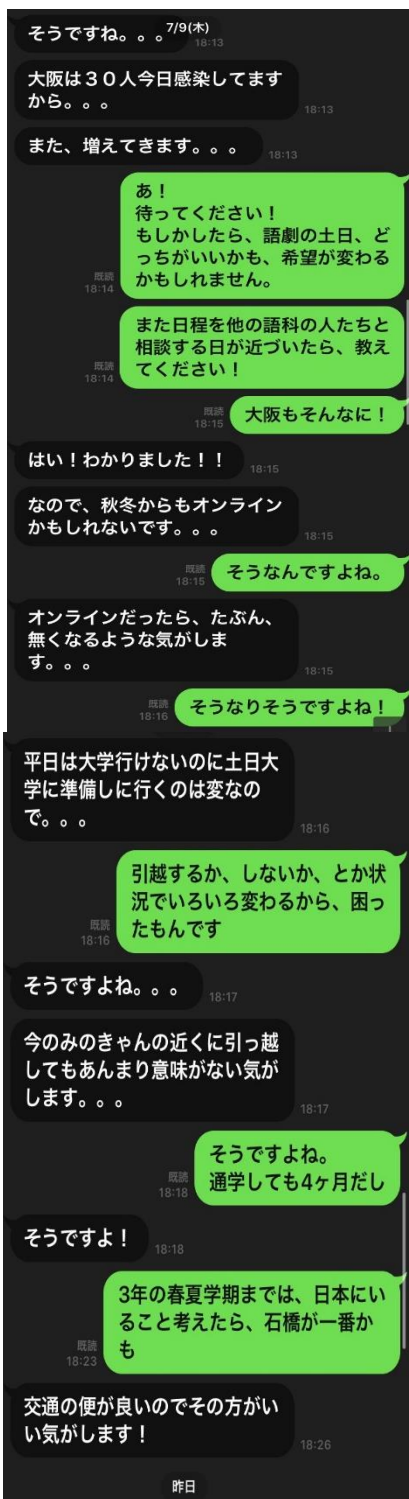 7/9(木)
そうですね。。。
18:13
大阪は３０人今日感染してます
から。。。
18:13
また、増えてきます。。。
18:13
あ！
待ってください！
もしかしたら、語劇の土日、ど
っちがいいかも、希望が変わる
かもしれません。
既読
18:14
また日程を他の語科の人たちと
相談する日が近づいたら、教え
てください！
既読
18:14
大阪もそんなに！
既読
18:15
はい！わかりました！！
18:15
なので、秋冬からもオンライン
かもしれないです。。。
18:15
そうなんですよね。
既読
18:15
オンラインだったら、たぶん、
無くなるような気がしま
す。。。
18:15
そうなりそうですよね！
既読
18:16
平日は大学行けないのに土日大
学に準備しに行くのは変なの
で。。。
18:16
引越するか、しないか、とか状
況でいろいろ変わるから、困っ
たもんです
既読
18:16
そうですよね。。。
18:17
今のみのきゃんの近くに引っ越
してもあんまり意味がない気が
します。。。
18:17
そうですよね。
通学しても4ヶ月だし
既読
18:18
そうですよ！
18:18
3年の春夏学期までは、日本にい
ること考えたら、石橋が一番か
も
既読
18:23
交通の便が良いのでその方がい
い気がします！
18:26
昨日